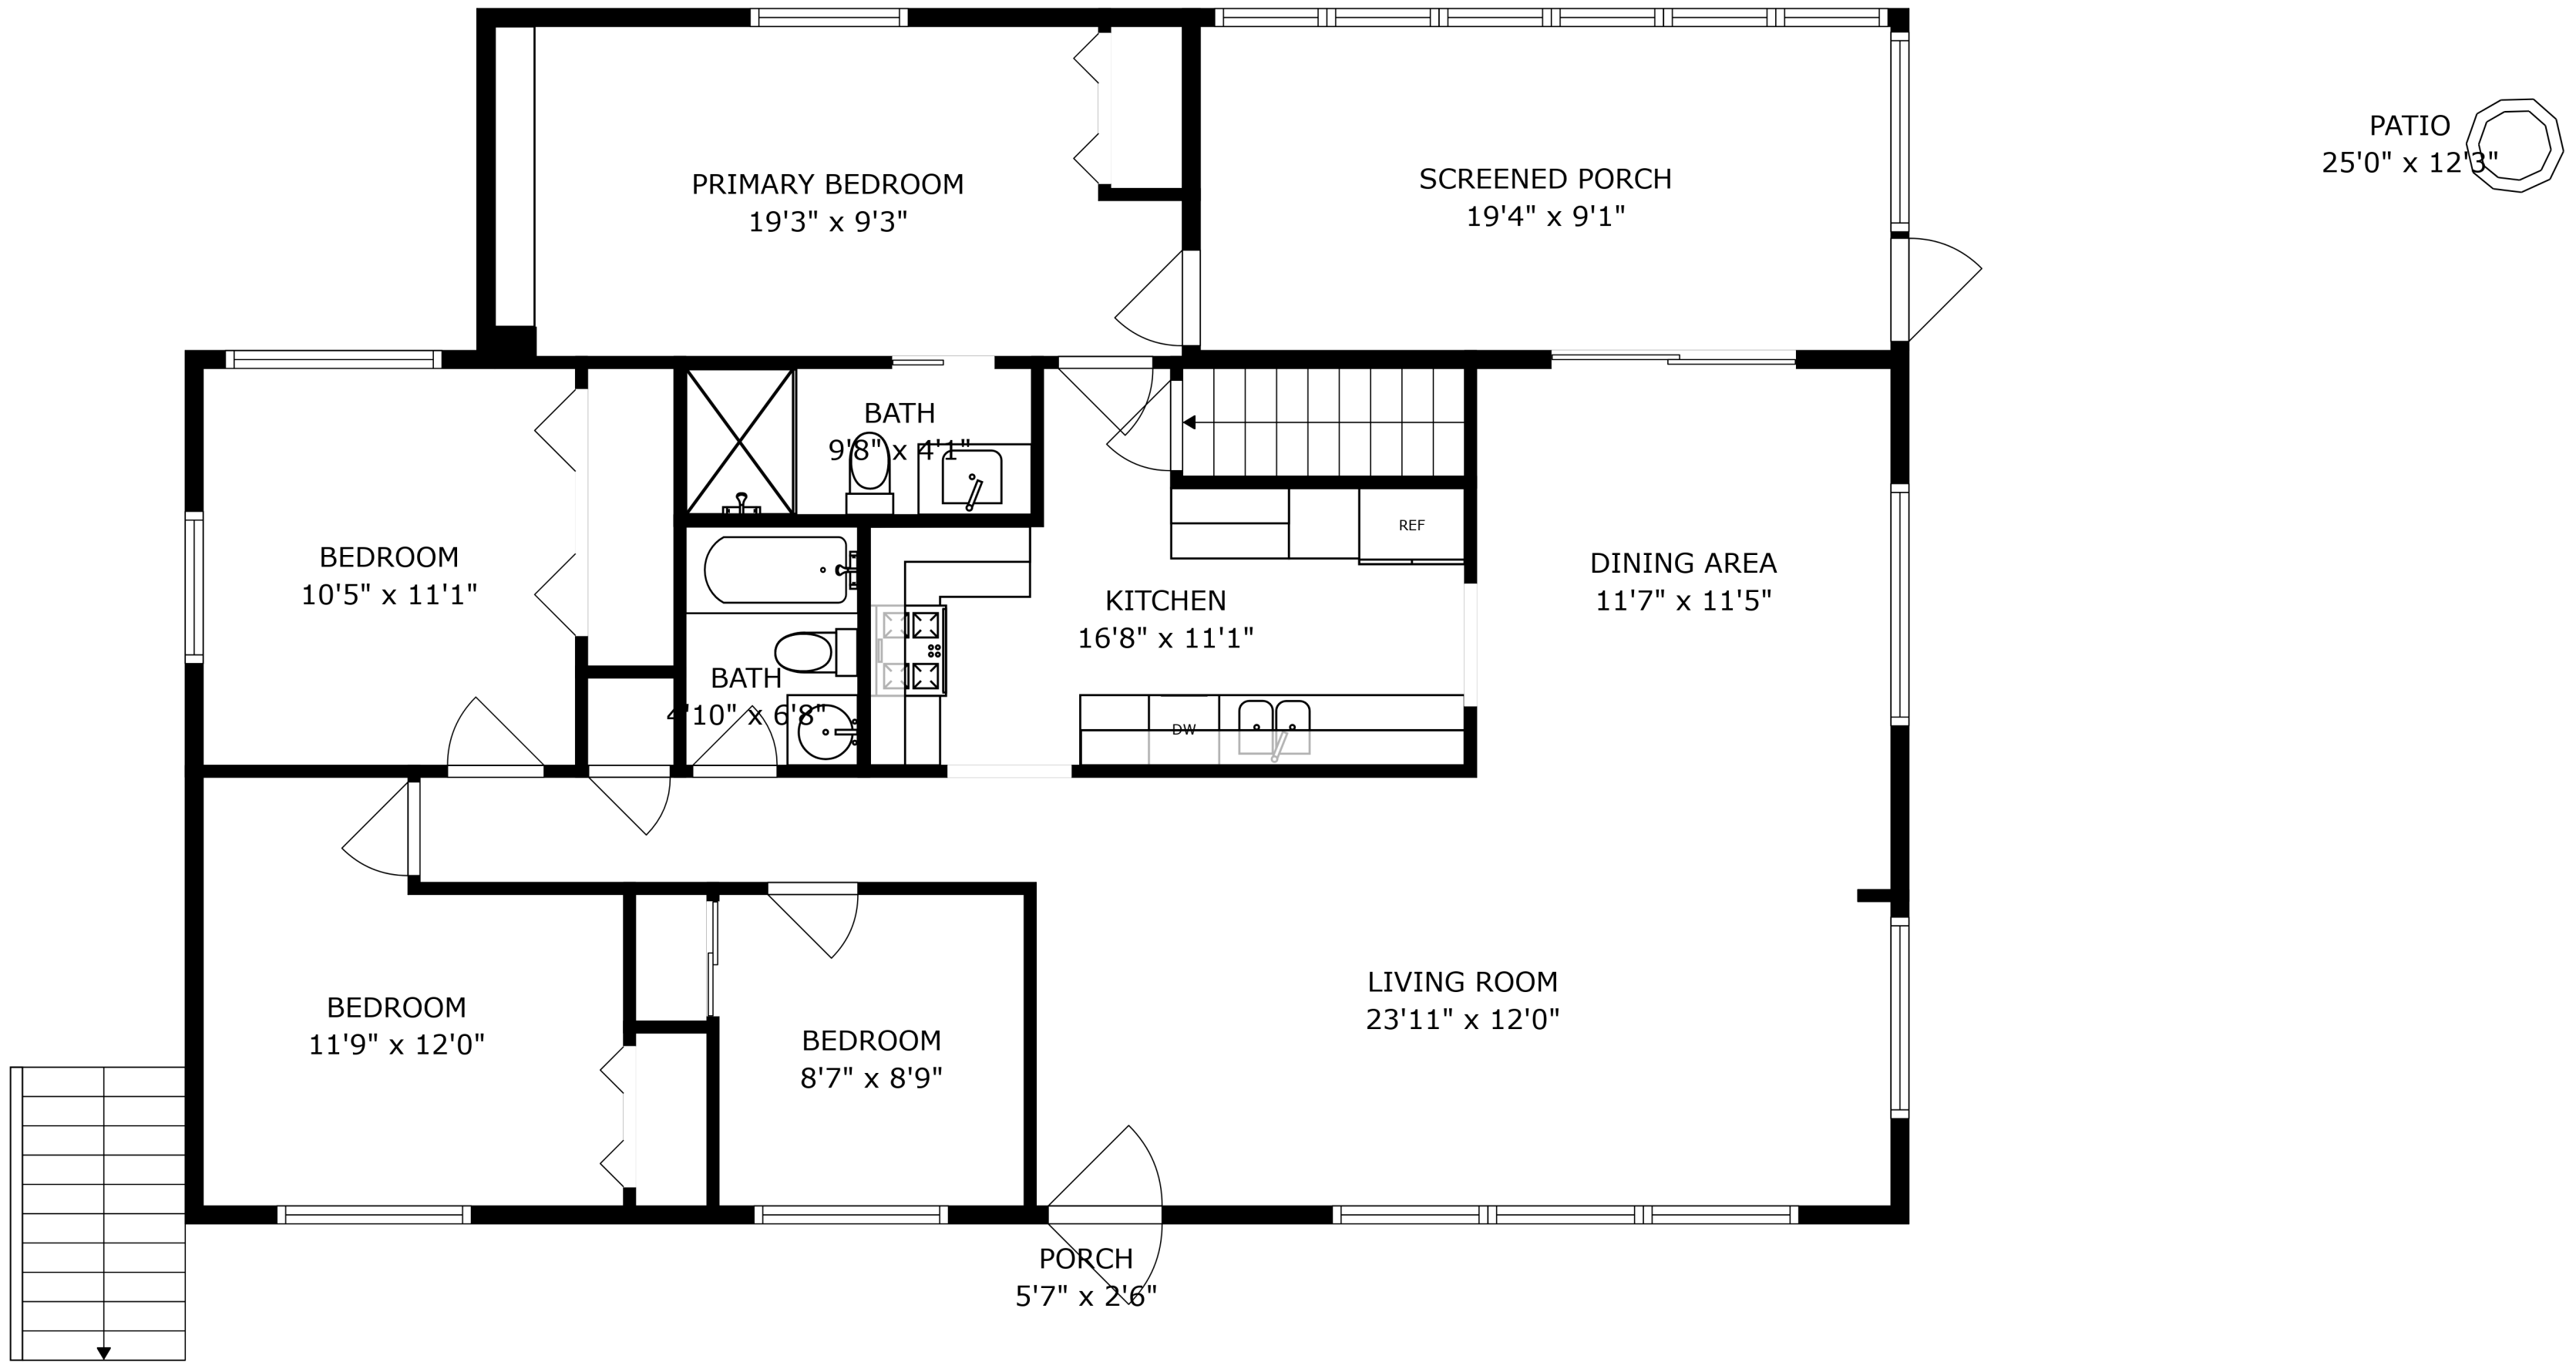 PATIO
25'0" x 12'3"
PRIMARY BEDROOM
19'3" x 9'3"
SCREENED PORCH
19'4" x 9'1"
BATH
9'8" x 4'1"
REF
BEDROOM
10'5" x 11'1"
DINING AREA
11'7" x 11'5"
KITCHEN
16'8" x 11'1"
BATH
4'10" x 6'8"
DW
LIVING ROOM
23'11" x 12'0"
BEDROOM
11'9" x 12'0"
BEDROOM
8'7" x 8'9"
PORCH
5'7" x 2'6"